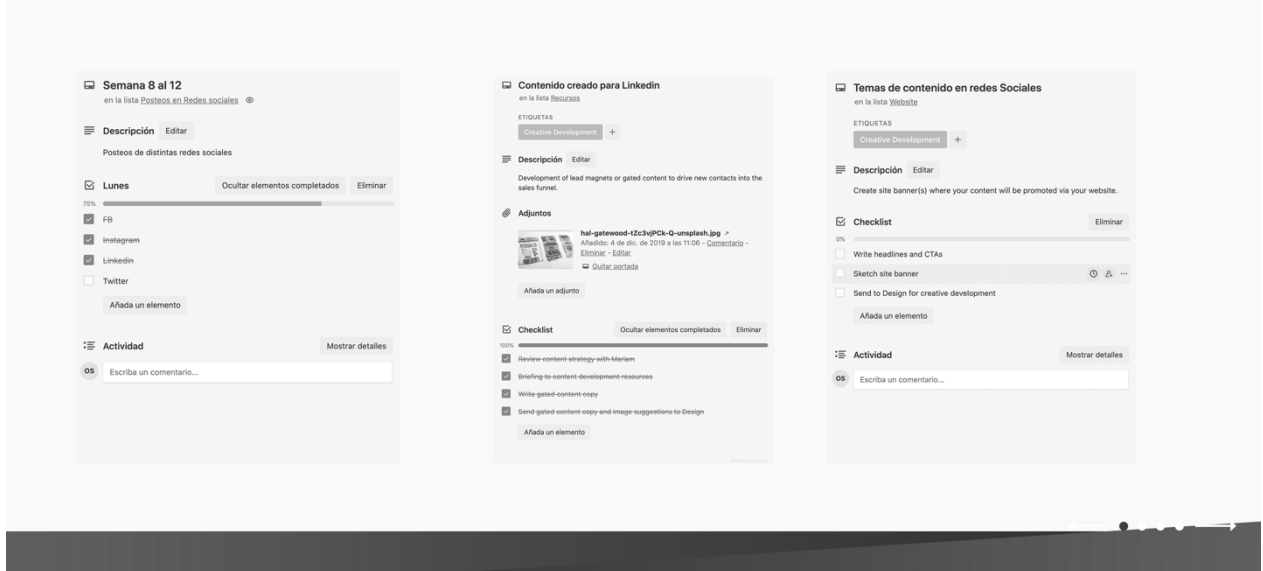 Semana 8 al 12
en la lista Posteos en Redes sociales
Descripción Editar
Posteos de distintas redes sociales
Lunes Ocultar elementos completados Eliminar
75%
FB
Instagram
Linkedin
Twitter
Añada un elemento
Actividad Mostrar detalles
OS Escriba un comentario...
Contenido creado para Linkedin
en la lista Recursos
ETIQUETAS
Creative Development +
Descripción Editar
Development of lead magnets or gated content to drive new contacts into the
sales funnel.
Adjuntos
hal-gatewood-tZc3vjPCk-Q-unsplash.jpg ↗
Añadido: 4 de dic. de 2019 a las 11:06 - Comentario -
Eliminar - Editar
Quitar portada
Añada un adjunto
Checklist Ocultar elementos completados Eliminar
100%
Review content strategy with Mariam
Briefing to content development resources
Write gated content copy
Send gated content copy and image suggestions to Design
Añada un elemento
Temas de contenido en redes Sociales
en la lista Website
ETIQUETAS
Creative Development +
Descripción Editar
Create site banner(s) where your content will be promoted via your website.
Checklist Eliminar
0%
Write headlines and CTAs
Sketch site banner
Send to Design for creative development
Añada un elemento
Actividad Mostrar detalles
OS Escriba un comentario...